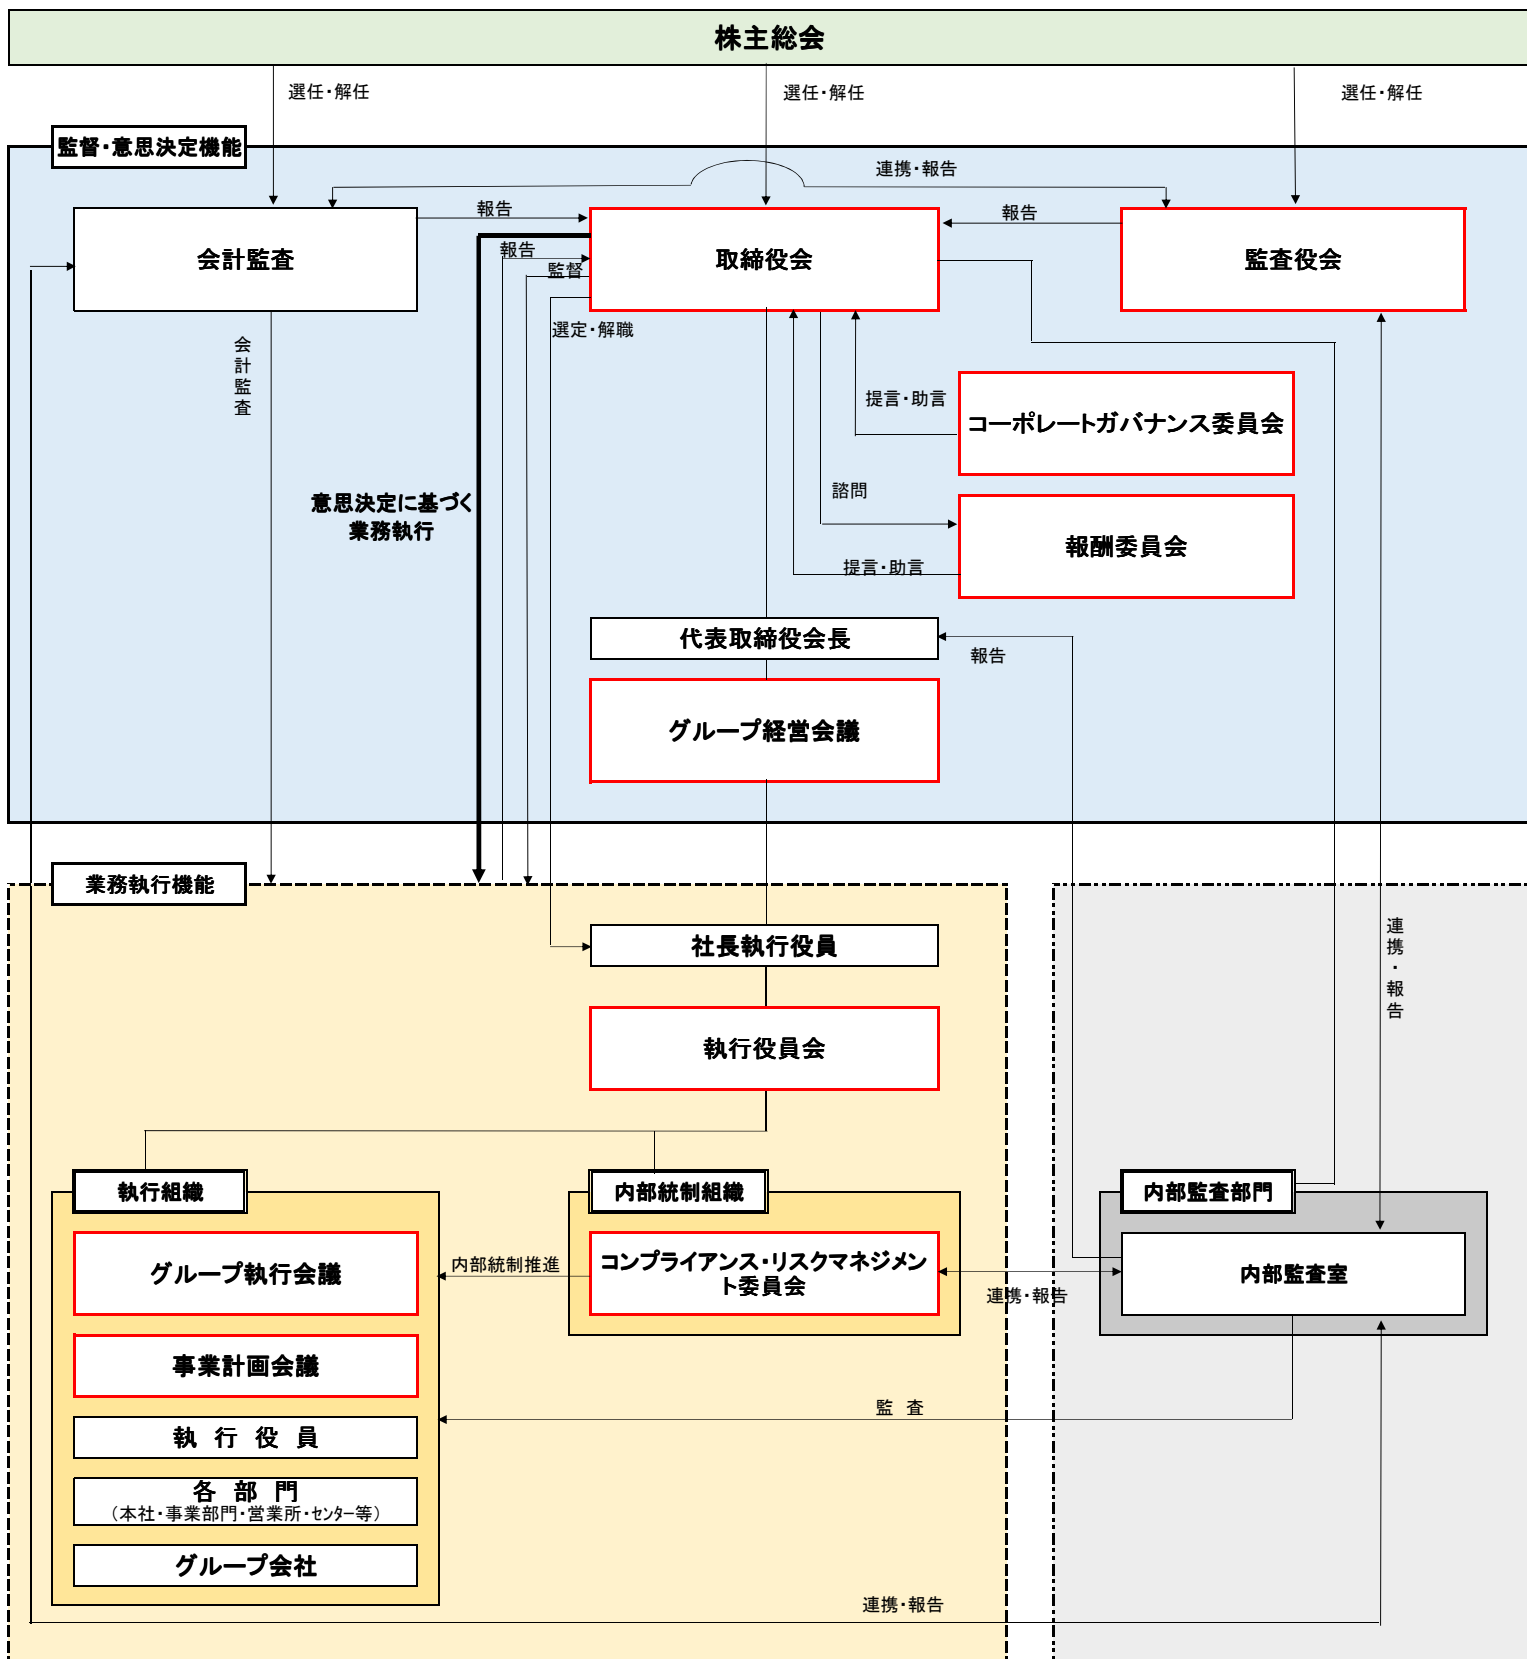 株主総会
選任・解任
選任・解任
選任・解任
監督・意思決定機能
連携・報告
報告
報告
会計監査
取締役会
監査役会
報告
監督
選定・解職
会計監査
提言・助言
コーポレートガバナンス委員会
意思決定に基づく
業務執行
諮問
報酬委員会
提言・助言
代表取締役会長
報告
グループ経営会議
業務執行機能
社長執行役員
連携・報告
執行役員会
執行組織
内部統制組織
内部監査部門
グループ執行会議
内部統制推進
コンプライアンス・リスクマネジメン
ト委員会
連携・報告
内部監査室
事業計画会議
監　査
執　行　役　員
各　部　門
（本社・事業部門・営業所・センター等）
グループ会社
連携・報告